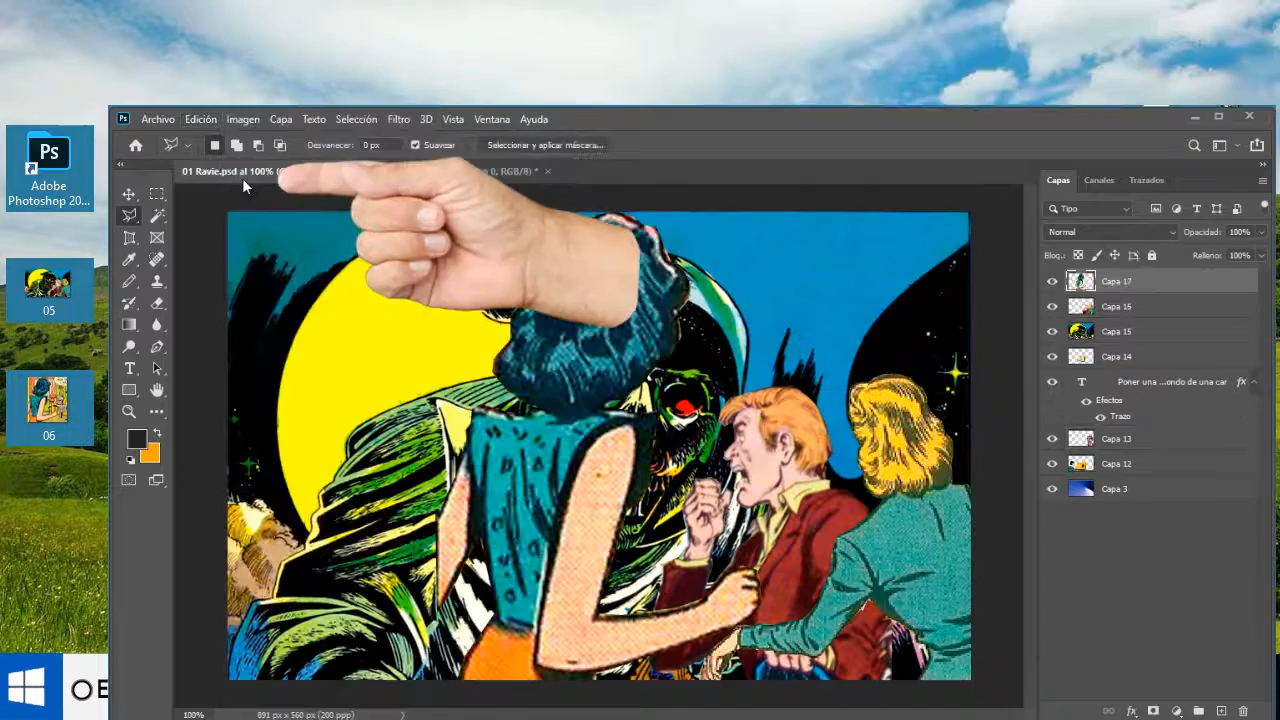 Ps
Archivo Edición Imagen Capa Texto Selección Filtro 3D Vista Ventana Ayuda
Desvanecer: 0 px Suavizar Seleccionar y aplicar máscara...
01 Ravie.psd al 100% ( 0, RGB/8) * ×
Ps
Adobe
Photoshop 20...
05
06
Capas Canales Trazados
Tipo
Normal Opacidad: 100%
Bloq.: Relleno: 100%
Capa 17
Capa 16
Capa 15
Capa 14
T Poner una ...ondo de una car fx
Efectos
Trazo
Capa 13
Capa 12
Capa 3
100% 891 px x 560 px (200 ppp)